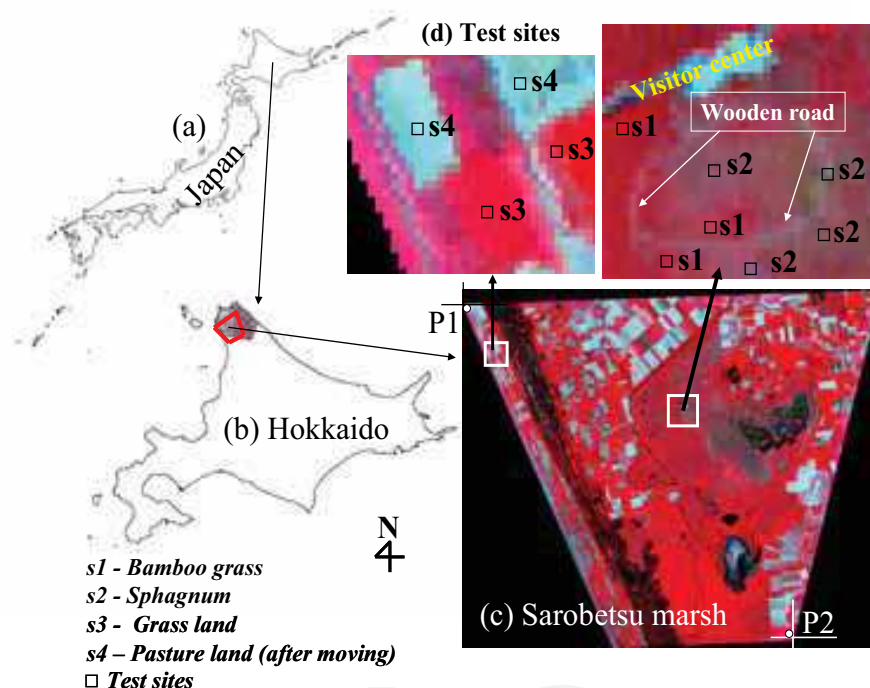 (d) Test sites
(a)
Japan
s4
s4
s3
s3
Visitor center
Wooden road
s1
s2
s2
s1
s2
s1
s2
P1
(b) Hokkaido
N
(c) Sarobetsu marsh
P2
s1 - Bamboo grass
s2 - Sphagnum
s3 - Grass land
s4 – Pasture land (after moving)
□ Test sites